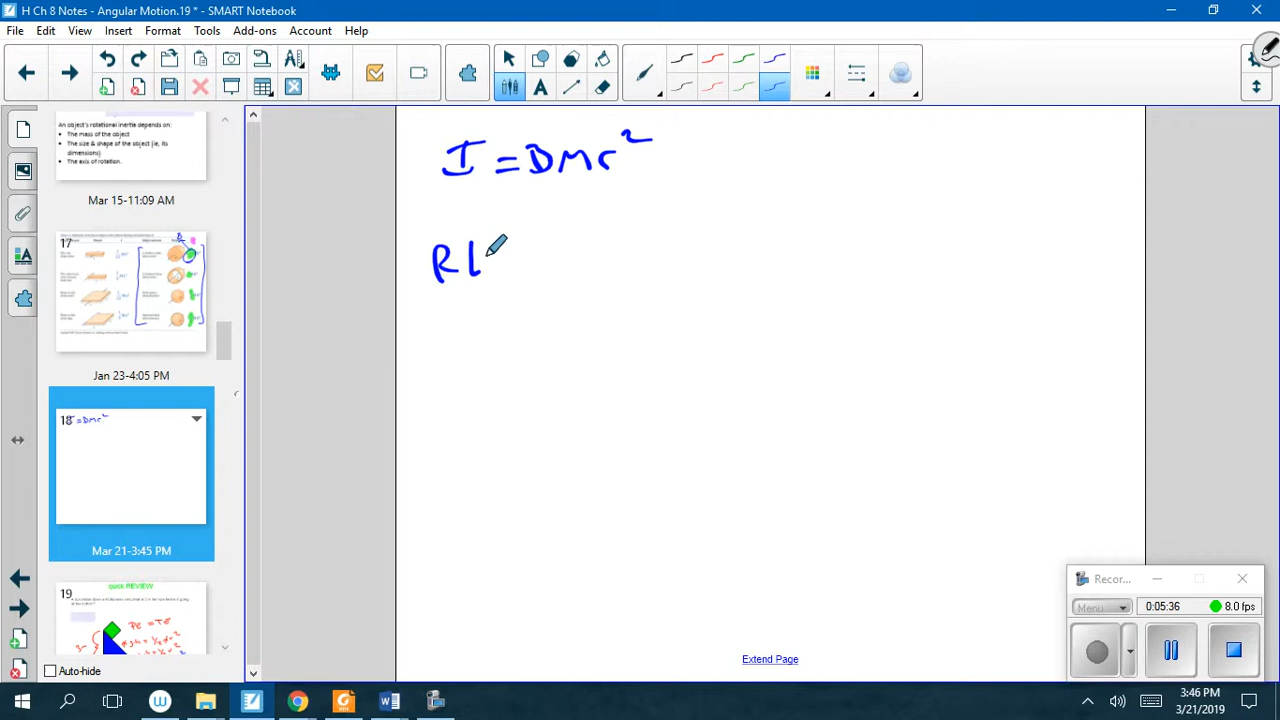 H Ch 8 Notes - Angular Motion.19 * - SMART Notebook
File Edit View Insert Format Tools Add-ons Account Help
An object's rotational inertia depends on:
• The mass of the object
• The size & shape of the object (ie, its dimensions)
• The axis of rotation.
Mar 15-11:09 AM
17
Jan 23-4:05 PM
18
I = Dmr²
Mar 21-3:45 PM
19
quick REVIEW
PE = TE
Auto-hide
I = DMr²
RI
Extend Page
Recor...
Menu
0:05:36
8.0 fps
3:46 PM
3/21/2019